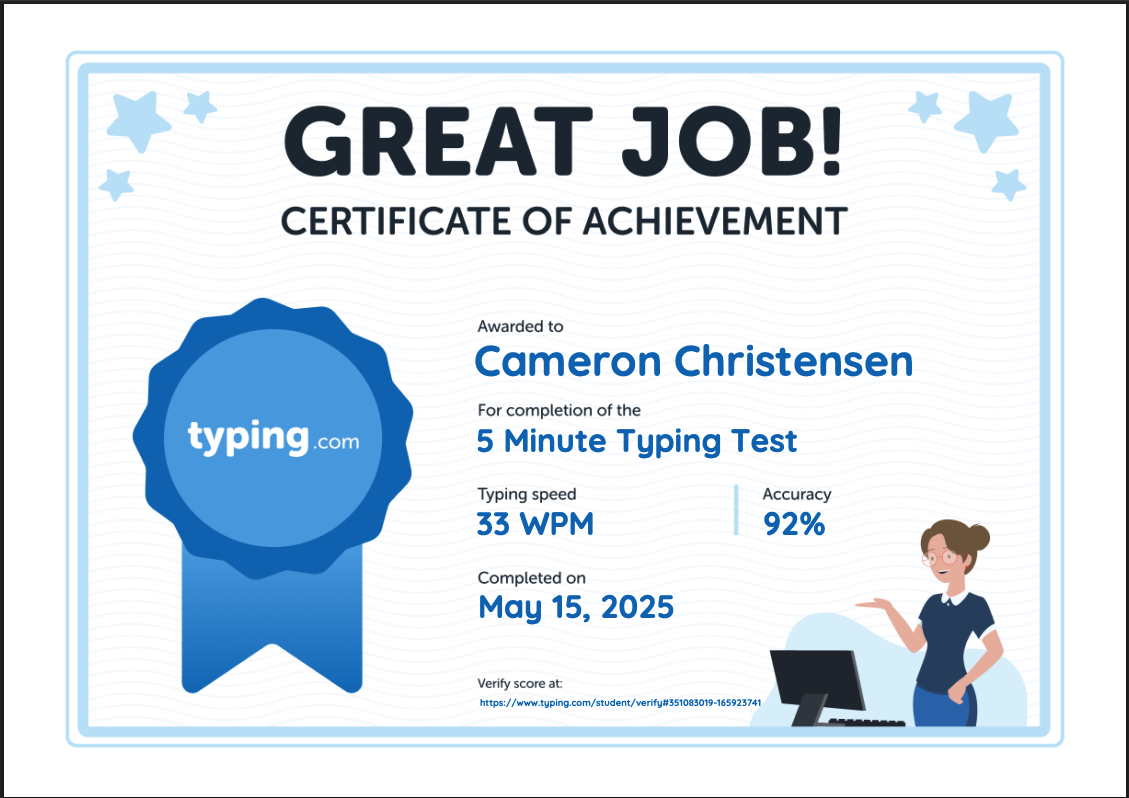 GREAT JOB!
CERTIFICATE OF ACHIEVEMENT
typing.com
Awarded to
Cameron Christensen
For completion of the
5 Minute Typing Test
Typing speed
33 WPM
Accuracy
92%
Completed on
May 15, 2025
Verify score at:
https://www.typing.com/student/verify#351083019-165923741